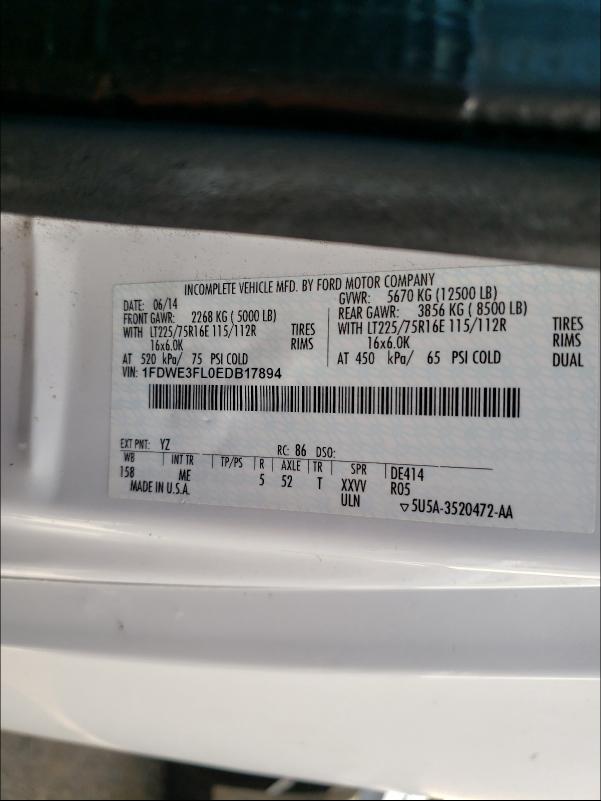 INCOMPLETE VEHICLE MFD. BY FORD MOTOR COMPANY
DATE: 06/14 GVWR: 5670 KG (12500 LB)
FRONT GAWR: 2268 KG ( 5000 LB) REAR GAWR: 3856 KG ( 8500 LB)
WITH LT225/75R16E 115/112R TIRES WITH LT225/75R16E 115/112R TIRES
16x6.0K RIMS 16x6.0K RIMS
AT 520 kPa/ 75 PSI COLD AT 450 kPa/ 65 PSI COLD DUAL
VIN: 1FDWE3FL0EDB17894
EXT PNT: YZ RC: 86 DSO:
WB INT TR TP/PS R AXLE TR SPR DE414
158 ME 5 52 T XXVV R05
MADE IN U.S.A. ULN ▽5U5A-3520472-AA